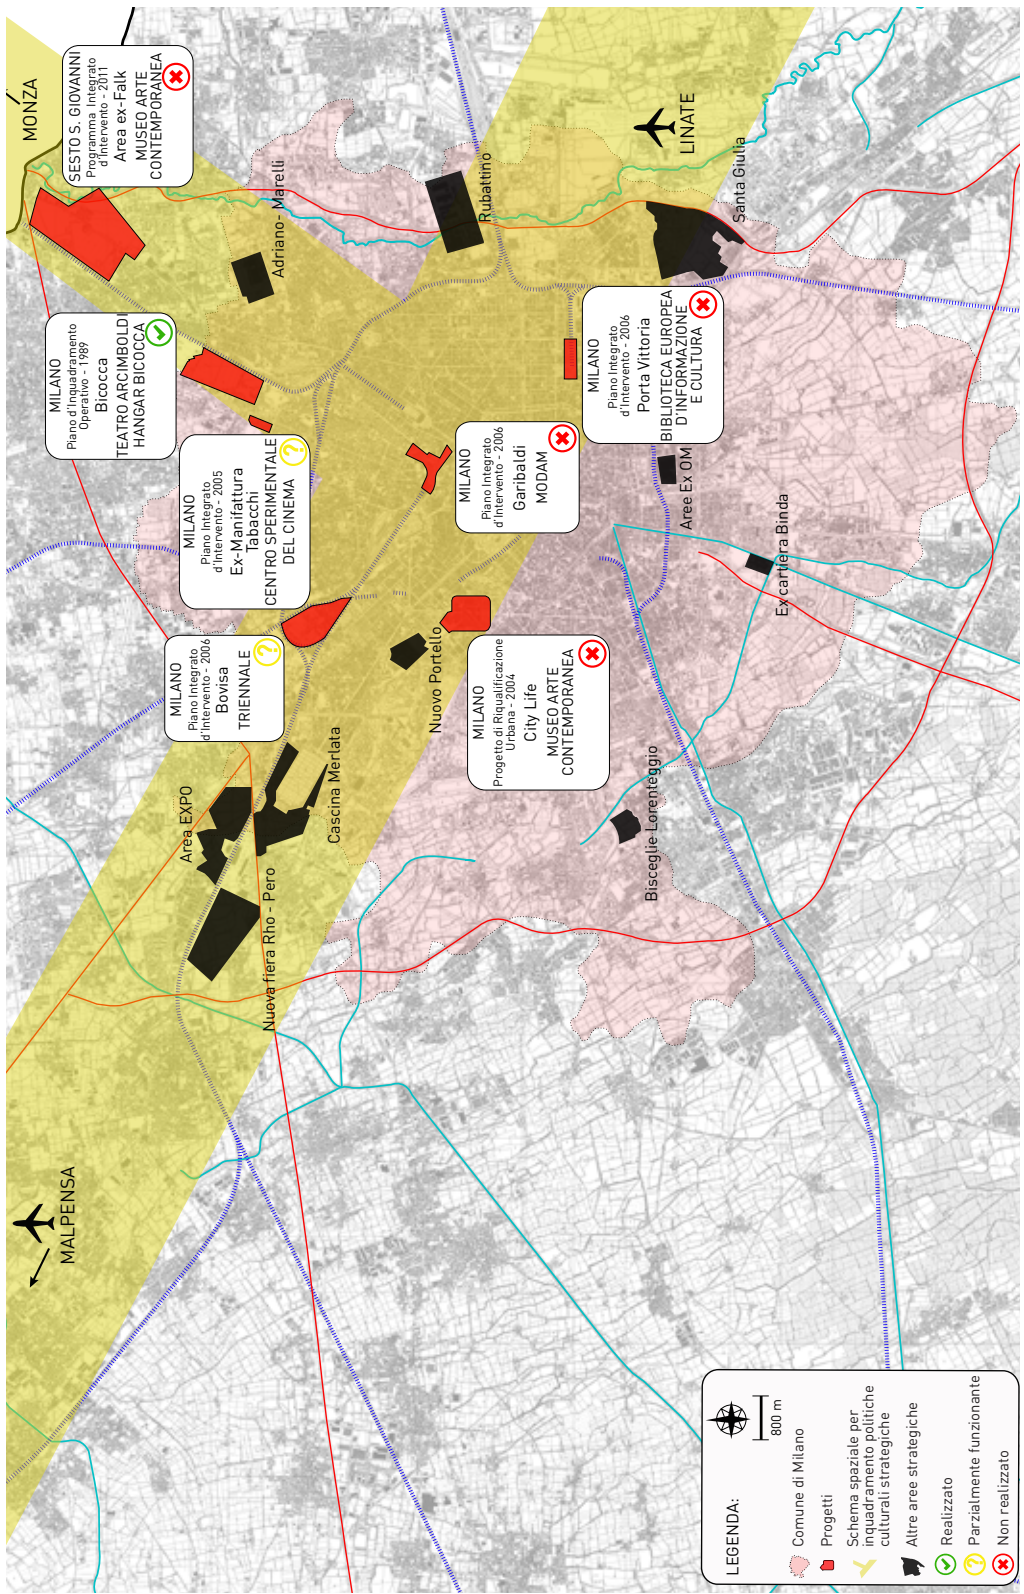 MALPENSA
Nuova fiera Rho - Pero
Area EXPO
Cascina Merlata
MILANO
Piano Integrato
d'Intervento - 2006
Bovisa
TRIENNALE
?
MILANO
Piano Integrato
d'Intervento - 2005
Ex-Manifattura
Tabacchi
CENTRO SPERIMENTALE
DEL CINEMA
?
MILANO
Piano d'Inquadramento
Operativo - 1989
Bicocca
TEATRO ARCIMBOLDI
HANGAR BICOCCA
MONZA
SESTO S. GIOVANNI
Programma Integrato
d'Intervento - 2011
Area ex-Falk
MUSEO ARTE
CONTEMPORANEA
Adriano - Marelli
Rubattino
LINATE
Santa Giulia
Nuovo Portello
MILANO
Progetto di Riqualificazione
Urbana - 2004
City Life
MUSEO ARTE
CONTEMPORANEA
MILANO
Piano Integrato
d'Intervento - 2006
Garibaldi
MODAM
MILANO
Piano Integrato
d'Intervento - 2006
Porta Vittoria
BIBLIOTECA EUROPEA
D'INFORMAZIONE
E CULTURA
Aree Ex OM
Ex cartiera Binda
Bisceglie Lorenteggio
LEGENDA:
800 m
Comune di Milano
Progetti
Schema spaziale per
inquadramento politiche
culturali strategiche
Altre aree strategiche
Realizzato
? Parzialmente funzionante
Non realizzato